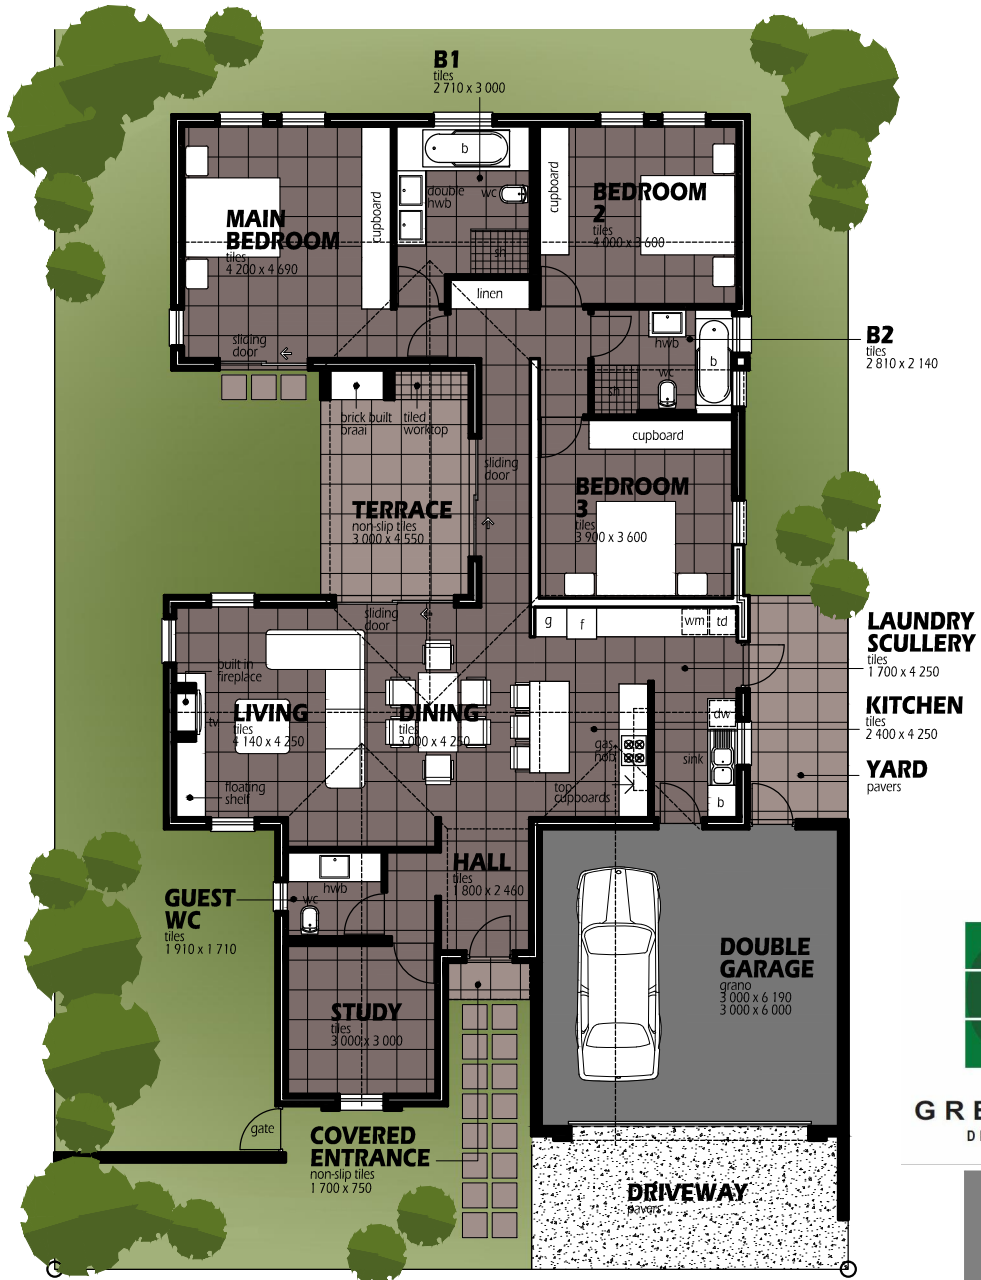 B1
tiles
2 710 x 3 000
b
double
hwb
wc
sh
linen
cupboard
MAIN
BEDROOM
tiles
4 200 x 4 690
sliding
door
cupboard
BEDROOM
2
tiles
4 000 x 3 600
B2
tiles
2 810 x 2 140
hwb
b
wc
sh
brick built
braai
tiled
worktop
cupboard
sliding
door
BEDROOM
3
tiles
3 900 x 3 600
TERRACE
non-slip tiles
3 000 x 4 550
sliding
door
g
f
wm
td
LAUNDRY
SCULLERY
tiles
1 700 x 4 250
built in
fireplace
tv
LIVING
tiles
4 140 x 4 250
DINING
tiles
3 000 x 4 250
floating
shelf
gas
hob
top
cupboards
sink
dw
b
KITCHEN
tiles
2 400 x 4 250
YARD
pavers
HALL
tiles
1 800 x 2 460
hwb
wc
GUEST
WC
tiles
1 910 x 1 710
STUDY
tiles
3 000 x 3 000
DOUBLE
GARAGE
grano
3 000 x 6 190
3 000 x 6 000
gate
COVERED
ENTRANCE
non-slip tiles
1 700 x 750
DRIVEWAY
pavers
GRE